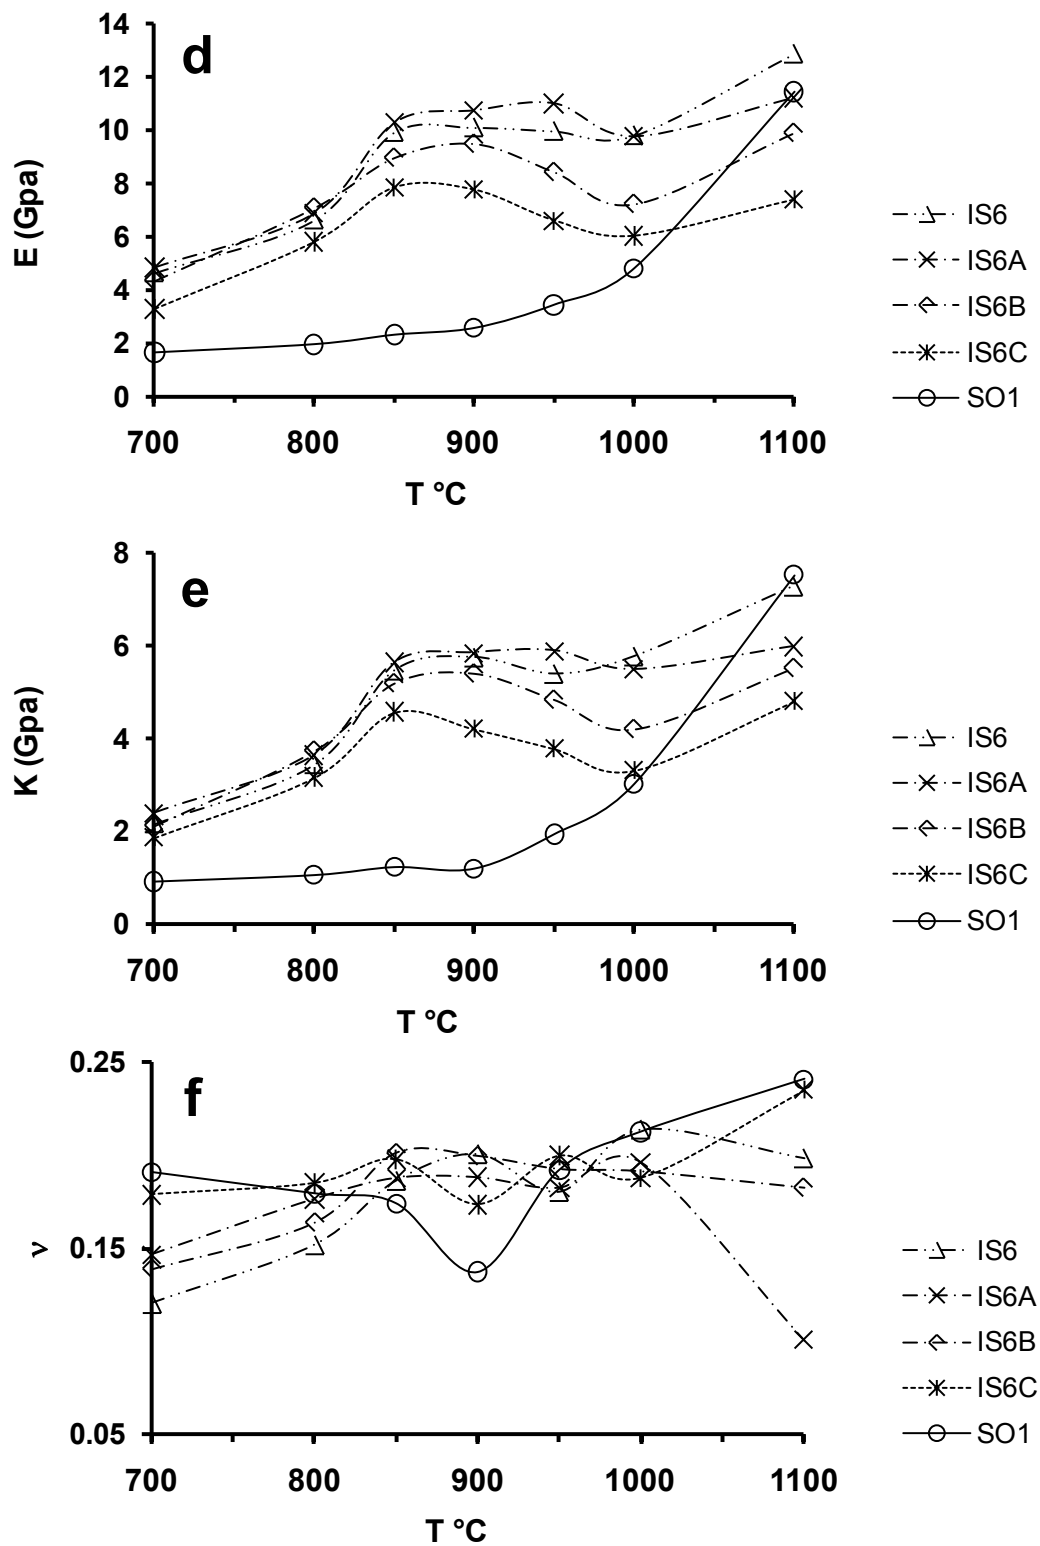 d
E (Gpa)
14
12
10
8
6
4
2
0
700 800 900 1000 1100
T °C
IS6
IS6A
IS6B
IS6C
SO1
e
K (Gpa)
8
6
4
2
0
700 800 900 1000 1100
T °C
IS6
IS6A
IS6B
IS6C
SO1
f
ν
0.25
0.15
0.05
700 800 900 1000 1100
T °C
IS6
IS6A
IS6B
IS6C
SO1